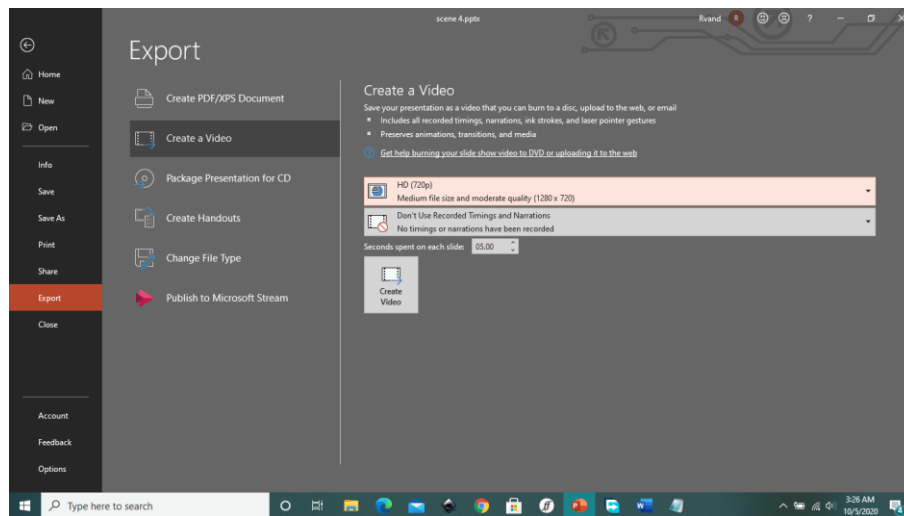 scene 4.pptx
Rvand
R
?
Export
Home
New
Open
Info
Save
Save As
Print
Share
Export
Close
Account
Feedback
Options
Create PDF/XPS Document
Create a Video
Package Presentation for CD
Create Handouts
Change File Type
Publish to Microsoft Stream
Create a Video
Save your presentation as a video that you can burn to a disc, upload to the web, or email
Includes all recorded timings, narrations, ink strokes, and laser pointer gestures
Preserves animations, transitions, and media
Get help burning your slide show video to DVD or uploading it to the web
HD (720p)
Medium file size and moderate quality (1280 x 720)
Don't Use Recorded Timings and Narrations
No timings or narrations have been recorded
Seconds spent on each slide: 05.00
Create
Video
Type here to search
3:26 AM
10/5/2020